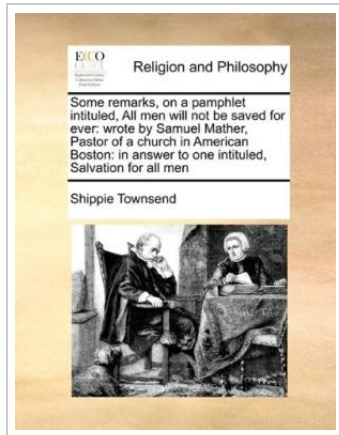 ECCO
Religion and Philosophy
Some remarks, on a pamphlet
intituled, All men will not be saved for
ever: wrote by Samuel Mather,
Pastor of a church in American
Boston: in answer to one intituled,
Salvation for all men
Shippie Townsend